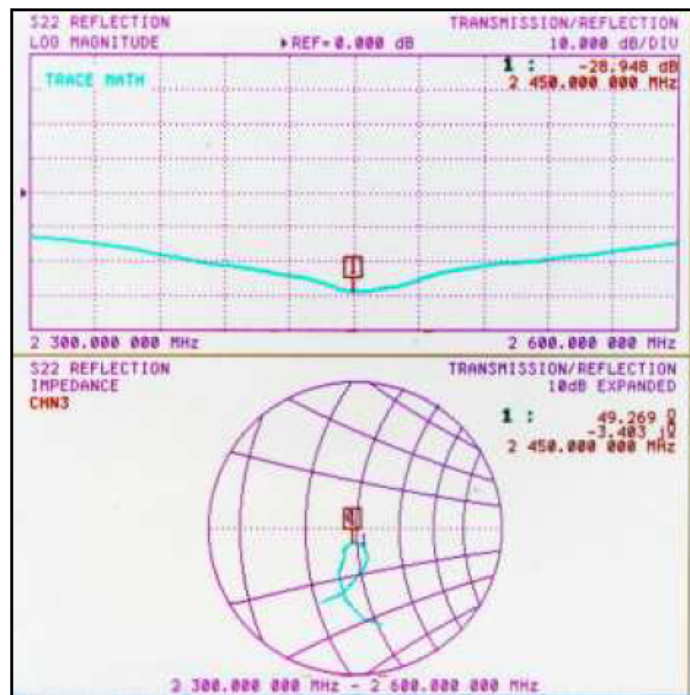 S22 REFLECTION TRANSMISSION/REFLECTION
LOG MAGNITUDE ▶REF= 0.000 dB 10.000 dB/DIV
1 : -28.948 dB
TRACE MATH 2 450.000 000 MHz
1
2 300.000 000 MHz 2 600.000 000 MHz
S22 REFLECTION TRANSMISSION/REFLECTION
IMPEDANCE 10dB EXPANDED
CHN3 1 : 49.269 Ω
-3.403 jΩ
2 450.000 000 MHz
2 300.000 000 MHz - 2 600.000 000 MHz